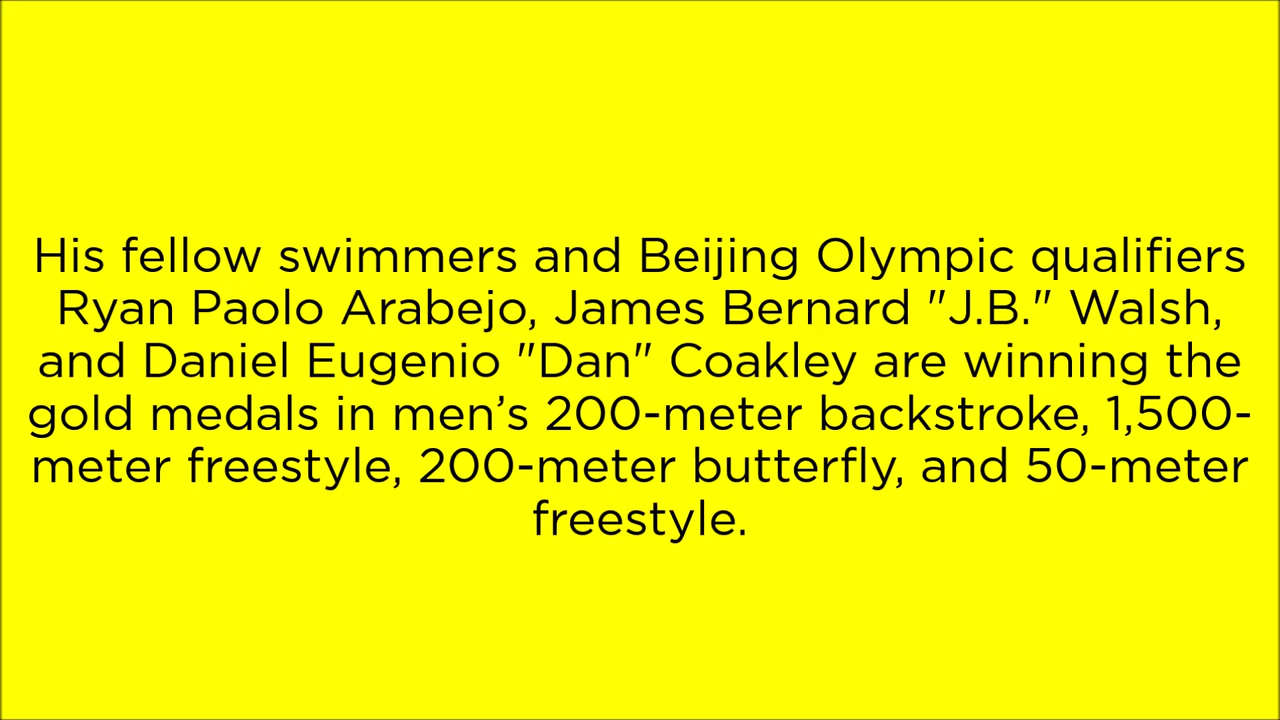 His fellow swimmers and Beijing Olympic qualifiers
Ryan Paolo Arabejo, James Bernard "J.B." Walsh,
and Daniel Eugenio "Dan" Coakley are winning the
gold medals in men’s 200-meter backstroke, 1,500-
meter freestyle, 200-meter butterfly, and 50-meter
freestyle.